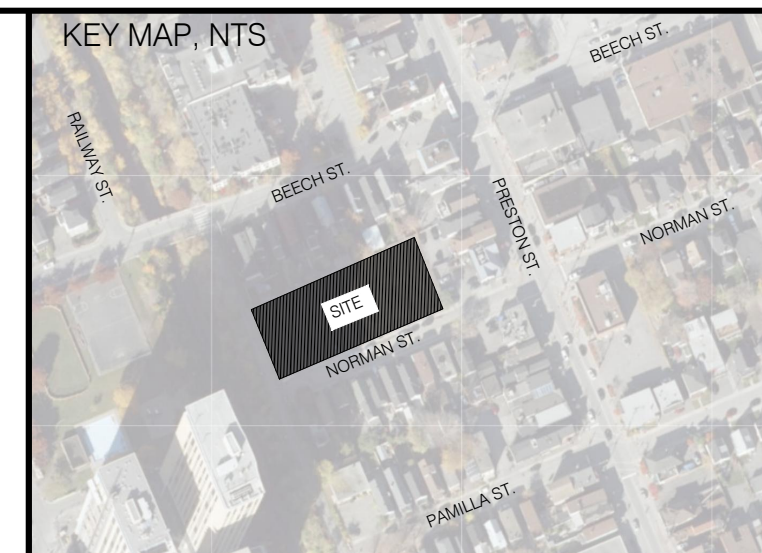 KEY MAP, NTS
BEECH ST.
RAILWAY ST.
BEECH ST.
PRESTON ST.
NORMAN ST.
SITE
NORMAN ST.
PAMILLA ST.